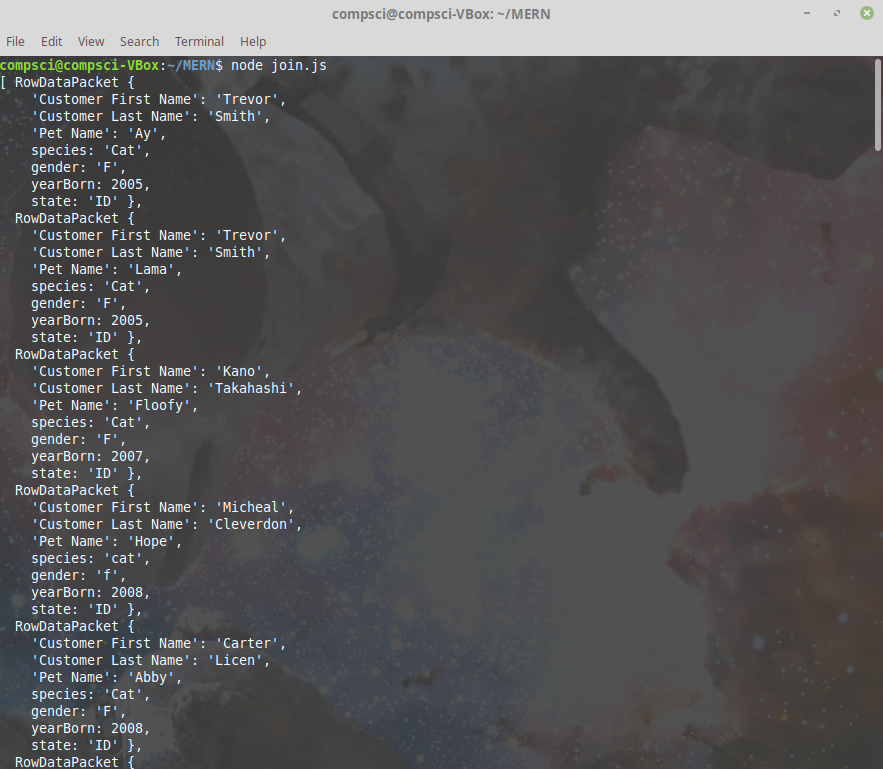 compsci@compsci-VBox: ~/MERN
File Edit View Search Terminal Help
compsci@compsci-VBox:~/MERN$ node join.js
[ RowDataPacket {
    'Customer First Name': 'Trevor',
    'Customer Last Name': 'Smith',
    'Pet Name': 'Ay',
    species: 'Cat',
    gender: 'F',
    yearBorn: 2005,
    state: 'ID' },
  RowDataPacket {
    'Customer First Name': 'Trevor',
    'Customer Last Name': 'Smith',
    'Pet Name': 'Lama',
    species: 'Cat',
    gender: 'F',
    yearBorn: 2005,
    state: 'ID' },
  RowDataPacket {
    'Customer First Name': 'Kano',
    'Customer Last Name': 'Takahashi',
    'Pet Name': 'Floofy',
    species: 'Cat',
    gender: 'F',
    yearBorn: 2007,
    state: 'ID' },
  RowDataPacket {
    'Customer First Name': 'Micheal',
    'Customer Last Name': 'Cleverdon',
    'Pet Name': 'Hope',
    species: 'cat',
    gender: 'f',
    yearBorn: 2008,
    state: 'ID' },
  RowDataPacket {
    'Customer First Name': 'Carter',
    'Customer Last Name': 'Licen',
    'Pet Name': 'Abby',
    species: 'Cat',
    gender: 'F',
    yearBorn: 2008,
    state: 'ID' },
  RowDataPacket {